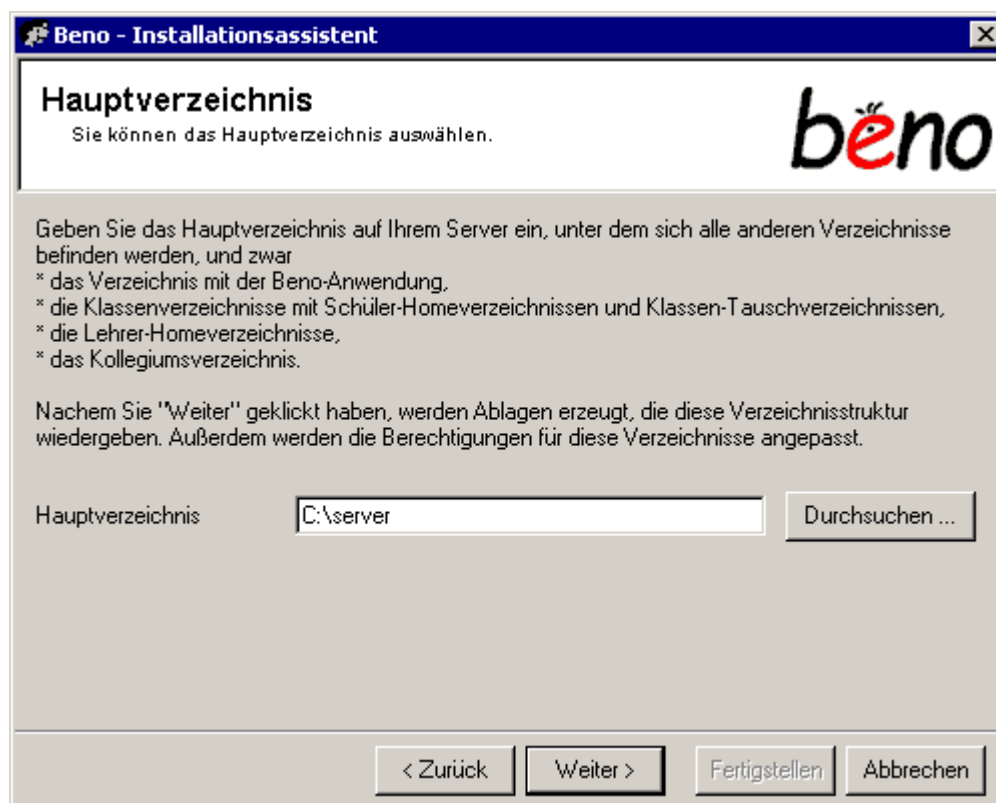 Beno - Installationsassistent
Hauptverzeichnis
Sie können das Hauptverzeichnis auswählen.
beno
Geben Sie das Hauptverzeichnis auf Ihrem Server ein, unter dem sich alle anderen Verzeichnisse
befinden werden, und zwar
* das Verzeichnis mit der Beno-Anwendung,
* die Klassenverzeichnisse mit Schüler-Homeverzeichnissen und Klassen-Tauschverzeichnissen,
* die Lehrer-Homeverzeichnisse,
* das Kollegiumsverzeichnis.
Nachem Sie "Weiter" geklickt haben, werden Ablagen erzeugt, die diese Verzeichnisstruktur
wiedergeben. Außerdem werden die Berechtigungen für diese Verzeichnisse angepasst.
Hauptverzeichnis C:\server Durchsuchen ...
< Zurück Weiter > Fertigstellen Abbrechen